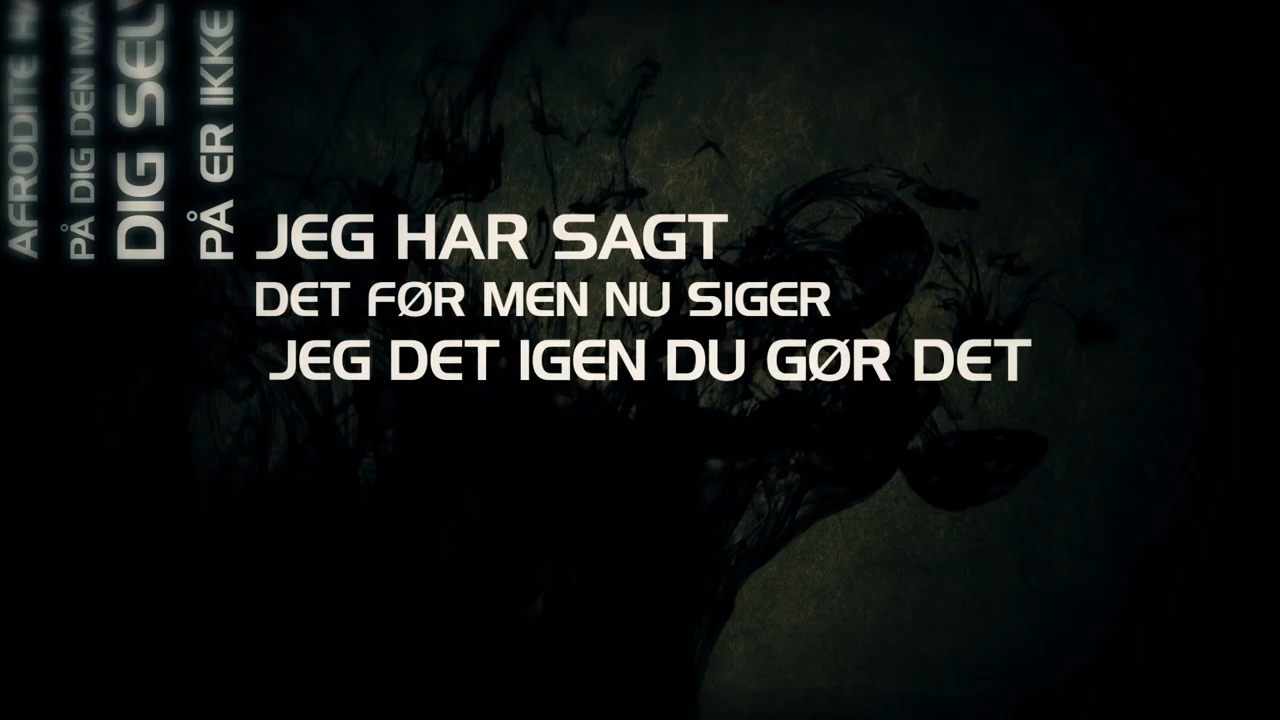 AFRODITE
PÅ DIG DEN
DIG
PÅ ER IKKE
JEG HAR SAGT
DET FØR MEN NU SIGER
JEG DET IGEN DU GØR DET